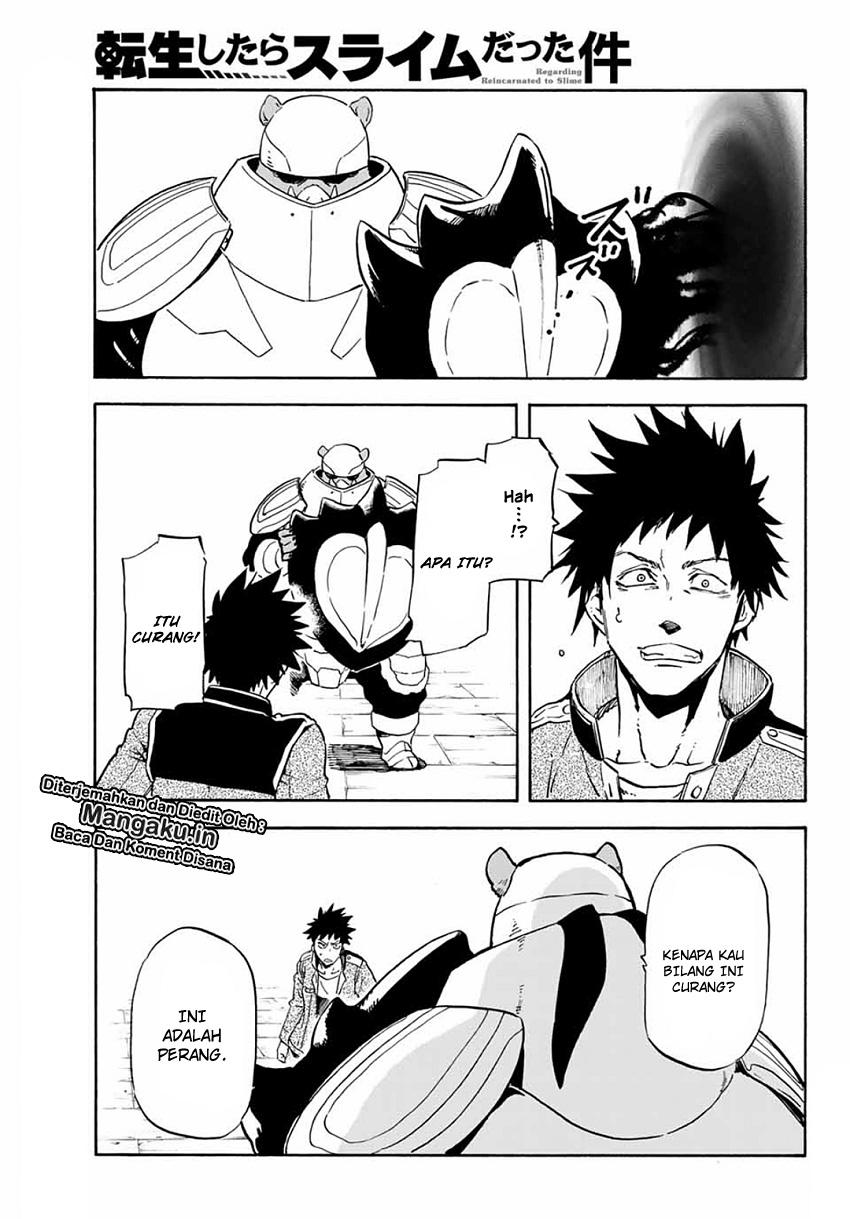 転生したらスライムだった件
Regarding
Reincarnated to Slime
ズズ
Hah
…
!?
APA ITU?
ITU
CURANG!
Diterjemahkan dan Diedit Oleh :
Mangaku.in
Baca Dan Koment Disana
KENAPA KAU
BILANG INI
CURANG?
INI
ADALAH
PERANG.